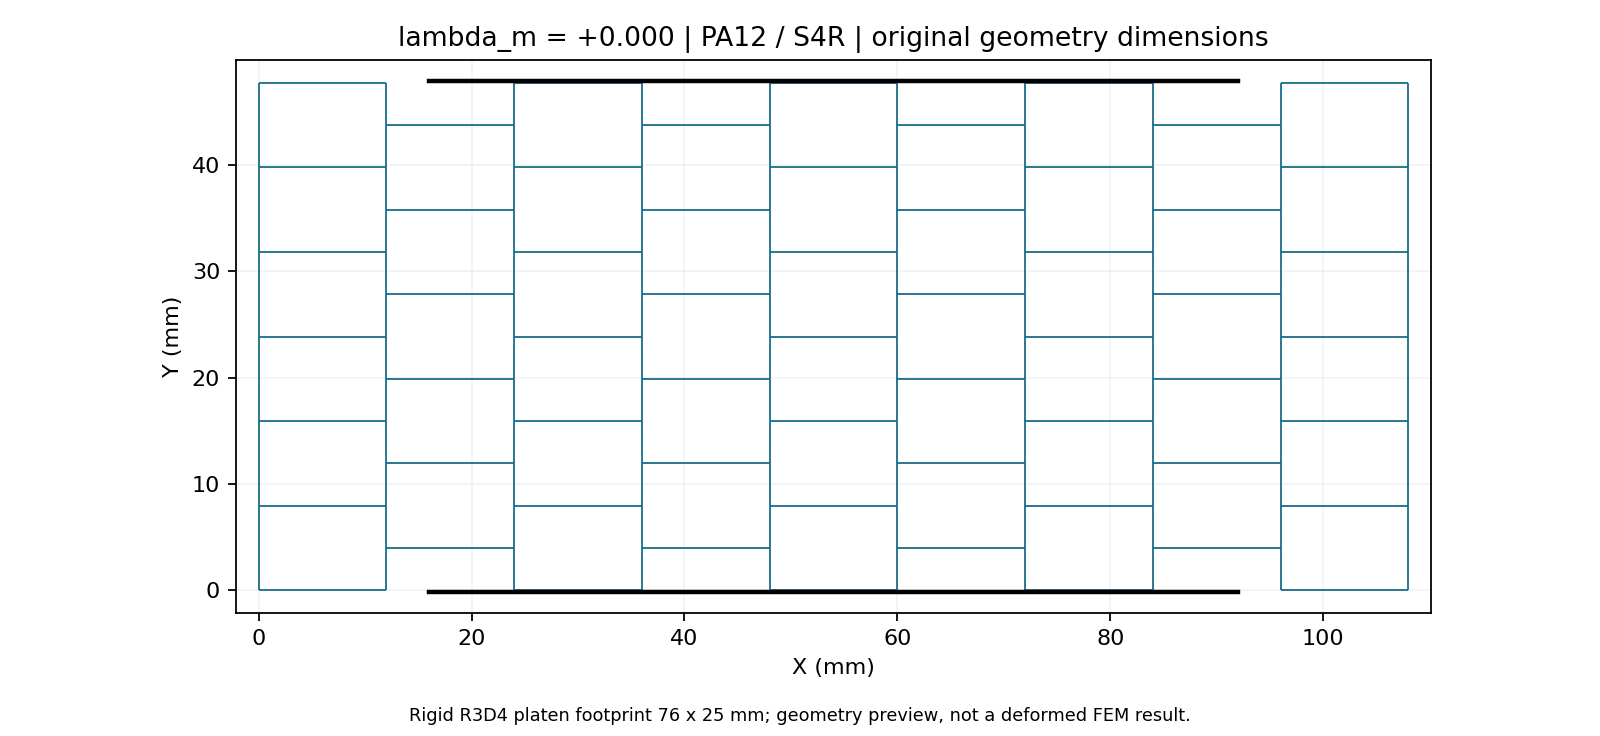 lambda_m = +0.000 | PA12 / S4R | original geometry dimensions
Y (mm)
40
30
20
10
0
0 20 40 60 80 100
X (mm)
Rigid R3D4 platen footprint 76 x 25 mm; geometry preview, not a deformed FEM result.